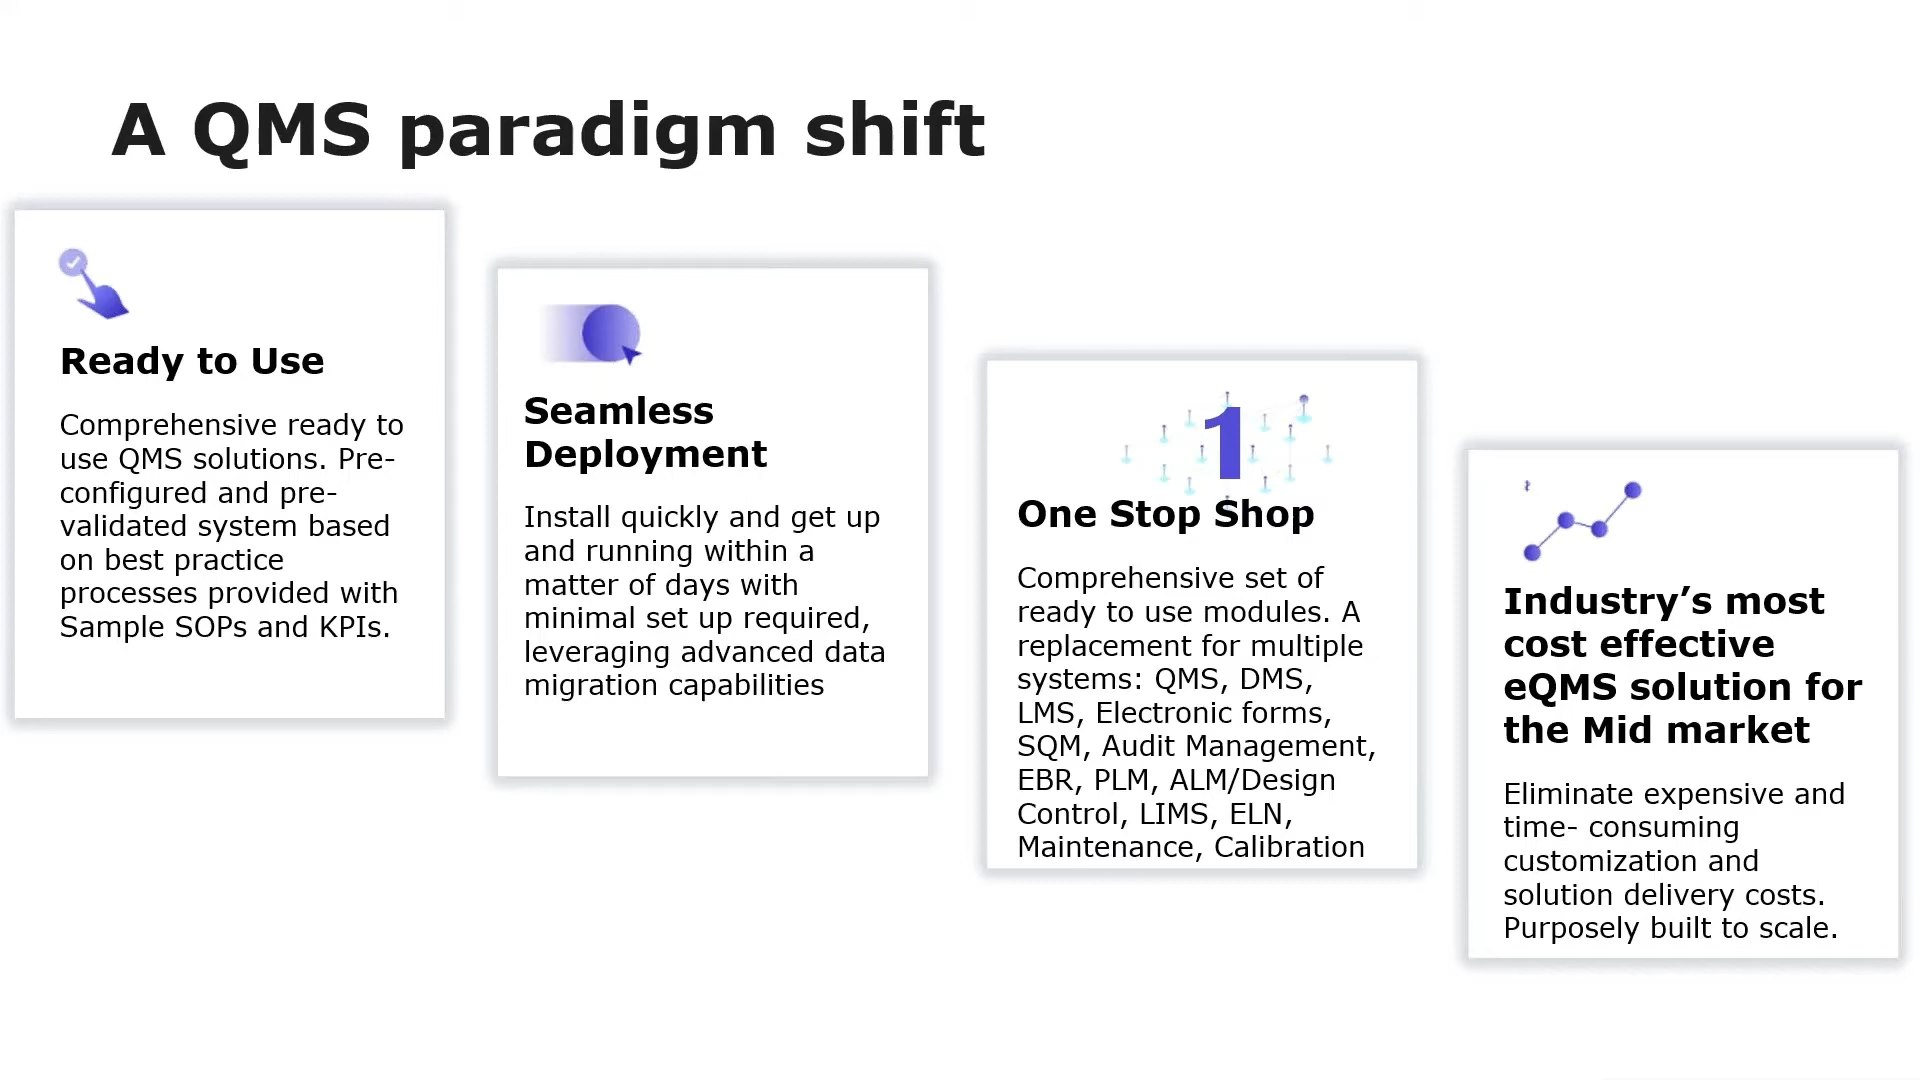 A QMS paradigm shift
Ready to Use
Comprehensive ready to
use QMS solutions. Pre-
configured and pre-
validated system based
on best practice
processes provided with
Sample SOPs and KPIs.
Seamless
Deployment
Install quickly and get up
and running within a
matter of days with
minimal set up required,
leveraging advanced data
migration capabilities
1
One Stop Shop
Comprehensive set of
ready to use modules. A
replacement for multiple
systems: QMS, DMS,
LMS, Electronic forms,
SQM, Audit Management,
EBR, PLM, ALM/Design
Control, LIMS, ELN,
Maintenance, Calibration
Industry’s most
cost effective
eQMS solution for
the Mid market
Eliminate expensive and
time- consuming
customization and
solution delivery costs.
Purposely built to scale.